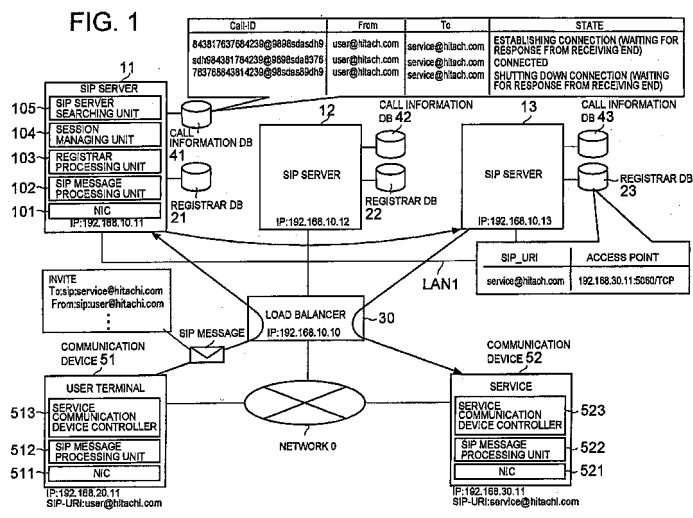 FIG. 1
Call-ID From To STATE
843817637684239@9898sdasdh9 user@hitach.com service@hitach.com ESTABLISHING CONNECTION (WAITING FOR RESPONSE FROM RECEIVING END)
sdh984381784239@9898sda8376 user@hitach.com service@hitach.com CONNECTED
763768843814239@98sdas89dh9 user@hitach.com service@hitach.com SHUTTING DOWN CONNECTION (WAITING FOR RESPONSE FROM RECEIVING END)
11
SIP SERVER
105 SIP SERVER SEARCHING UNIT
104 SESSION MANAGING UNIT
103 REGISTRAR PROCESSING UNIT
102 SIP MESSAGE PROCESSING UNIT
101 NIC
IP:192.168.10.11
CALL INFORMATION DB 41
REGISTRAR DB 21
12
SIP SERVER
IP:192.168.10.12
CALL INFORMATION DB 42
REGISTRAR DB 22
13
SIP SERVER
IP:192.168.10.13
CALL INFORMATION DB 43
REGISTRAR DB 23
SIP_URI ACCESS POINT
service@hitach.com 192.168.30.11:5060/TCP
LAN1
INVITE
To:sip:service@hitachi.com
From:sip:user@hitachi.com
SIP MESSAGE
LOAD BALANCER
IP:192.168.10.10
30
COMMUNICATION DEVICE 51
USER TERMINAL
513 SERVICE COMMUNICATION DEVICE CONTROLLER
512 SIP MESSAGE PROCESSING UNIT
511 NIC
IP:192.168.20.11
SIP-URI:user@hitachi.com
NETWORK 0
COMMUNICATION DEVICE 52
SERVICE
SERVICE COMMUNICATION DEVICE CONTROLLER 523
SIP MESSAGE PROCESSING UNIT 522
NIC 521
IP:192.168.30.11
SIP-URI:service@hitachi.com